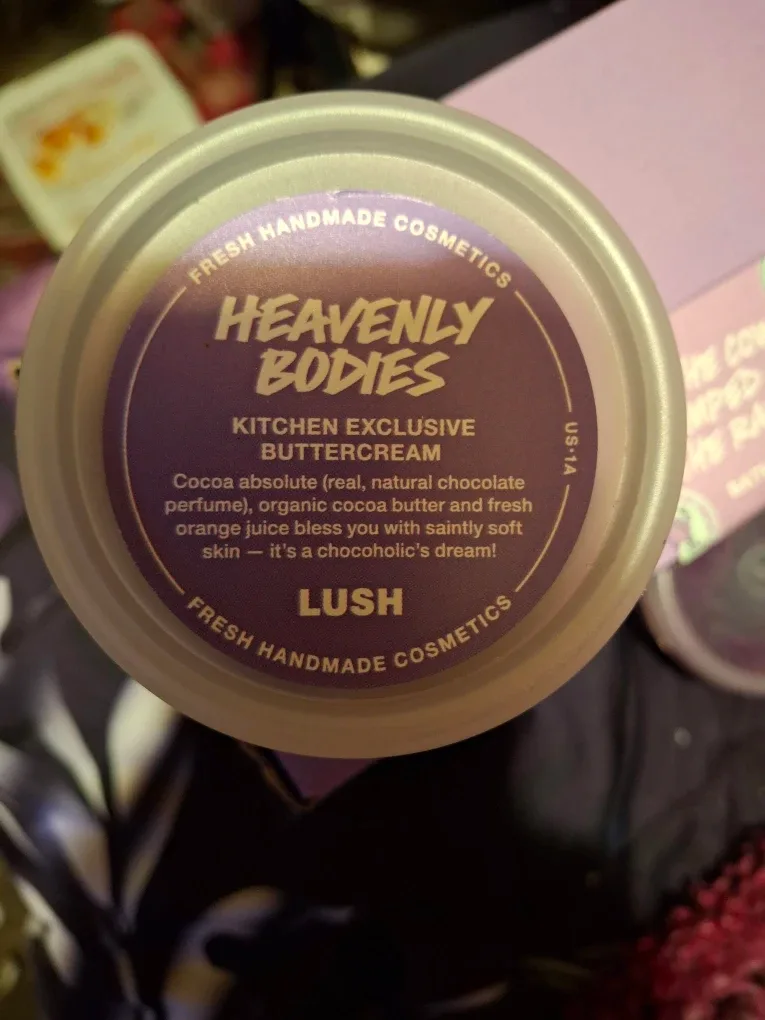 FRESH HANDMADE COSMETICS
HEAVENLY
BODIES
KITCHEN EXCLUSIVE
BUTTERCREAM
Cocoa absolute (real, natural chocolate
perfume), organic cocoa butter and fresh
orange juice bless you with saintly soft
skin — it's a chocoholic's dream!
LUSH
FRESH HANDMADE COSMETICS
US•1A